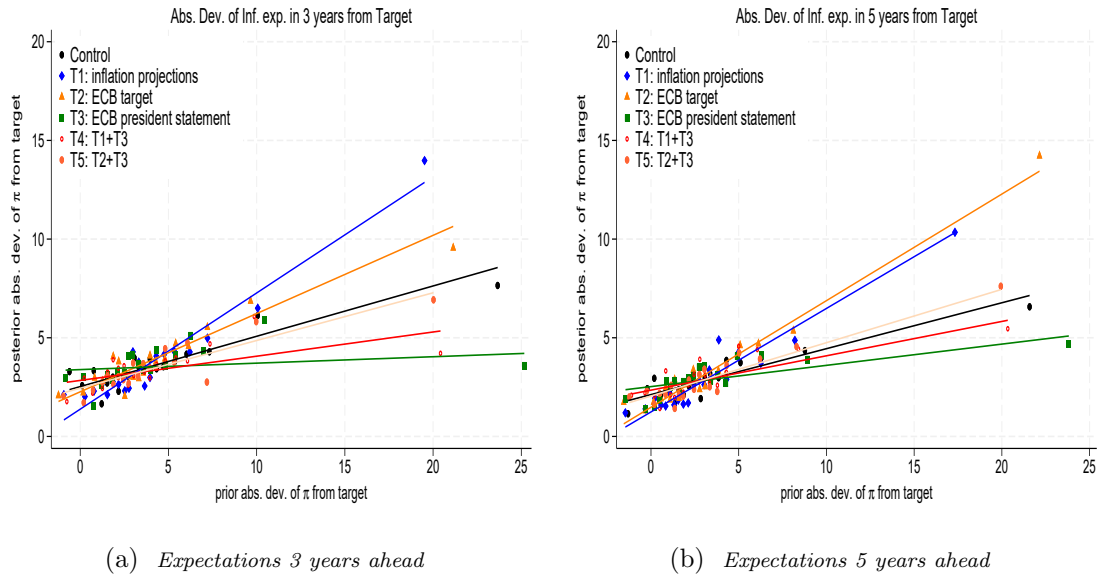 Abs. Dev. of Inf. exp. in 3 years from Target
posterior abs. dev. of π from target
20
15
10
5
0
Control
T1: inflation projections
T2: ECB target
T3: ECB president statement
T4: T1+T3
T5: T2+T3
0 5 10 15 20 25
prior abs. dev. of π from target
(a) Expectations 3 years ahead
Abs. Dev. of Inf. exp. in 5 years from Target
posterior abs. dev. of π from target
20
15
10
5
0
Control
T1: inflation projections
T2: ECB target
T3: ECB president statement
T4: T1+T3
T5: T2+T3
0 5 10 15 20 25
prior abs. dev. of π from target
(b) Expectations 5 years ahead